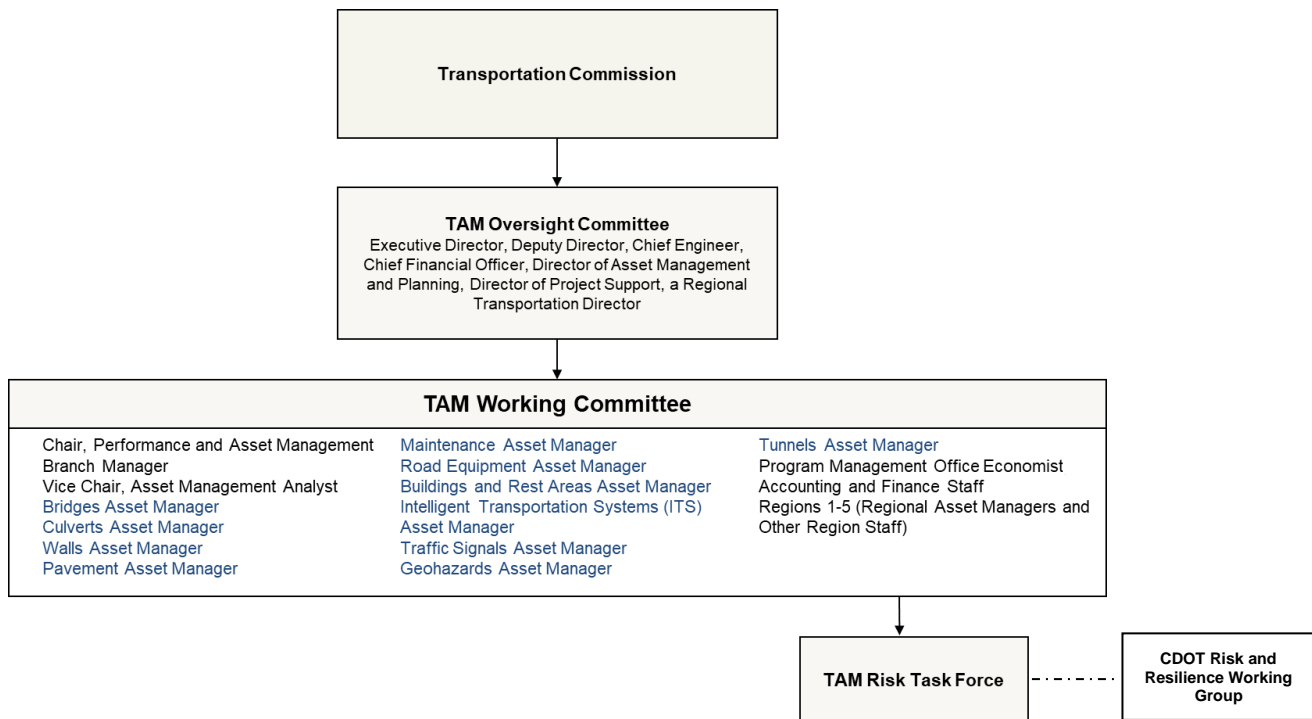 Transportation Commission
TAM Oversight Committee
Executive Director, Deputy Director, Chief Engineer,
Chief Financial Officer, Director of Asset Management
and Planning, Director of Project Support, a Regional
Transportation Director
TAM Working Committee
Chair, Performance and Asset Management
Branch Manager
Vice Chair, Asset Management Analyst
Bridges Asset Manager
Culverts Asset Manager
Walls Asset Manager
Pavement Asset Manager
Maintenance Asset Manager
Road Equipment Asset Manager
Buildings and Rest Areas Asset Manager
Intelligent Transportation Systems (ITS)
Asset Manager
Traffic Signals Asset Manager
Geohazards Asset Manager
Tunnels Asset Manager
Program Management Office Economist
Accounting and Finance Staff
Regions 1-5 (Regional Asset Managers and
Other Region Staff)
TAM Risk Task Force
CDOT Risk and
Resilience Working
Group